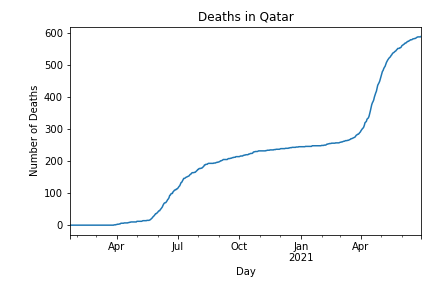 Deaths in Qatar
600
500
400
300
200
100
0
Number of Deaths
Apr
Jul
Oct
Jan
2021
Apr
Day